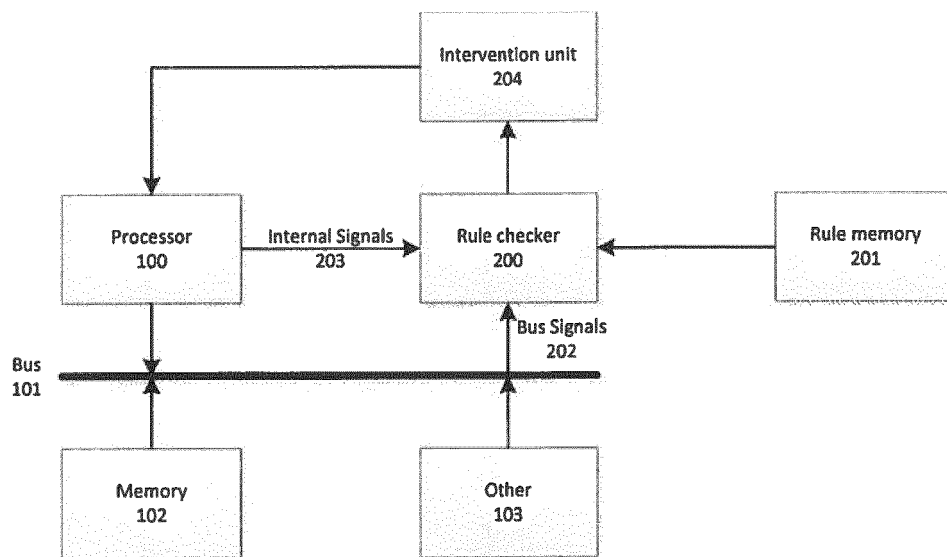 Intervention unit
204
Processor
100
Internal Signals
203
Rule checker
200
Rule memory
201
Bus Signals
202
Bus
101
Memory
102
Other
103